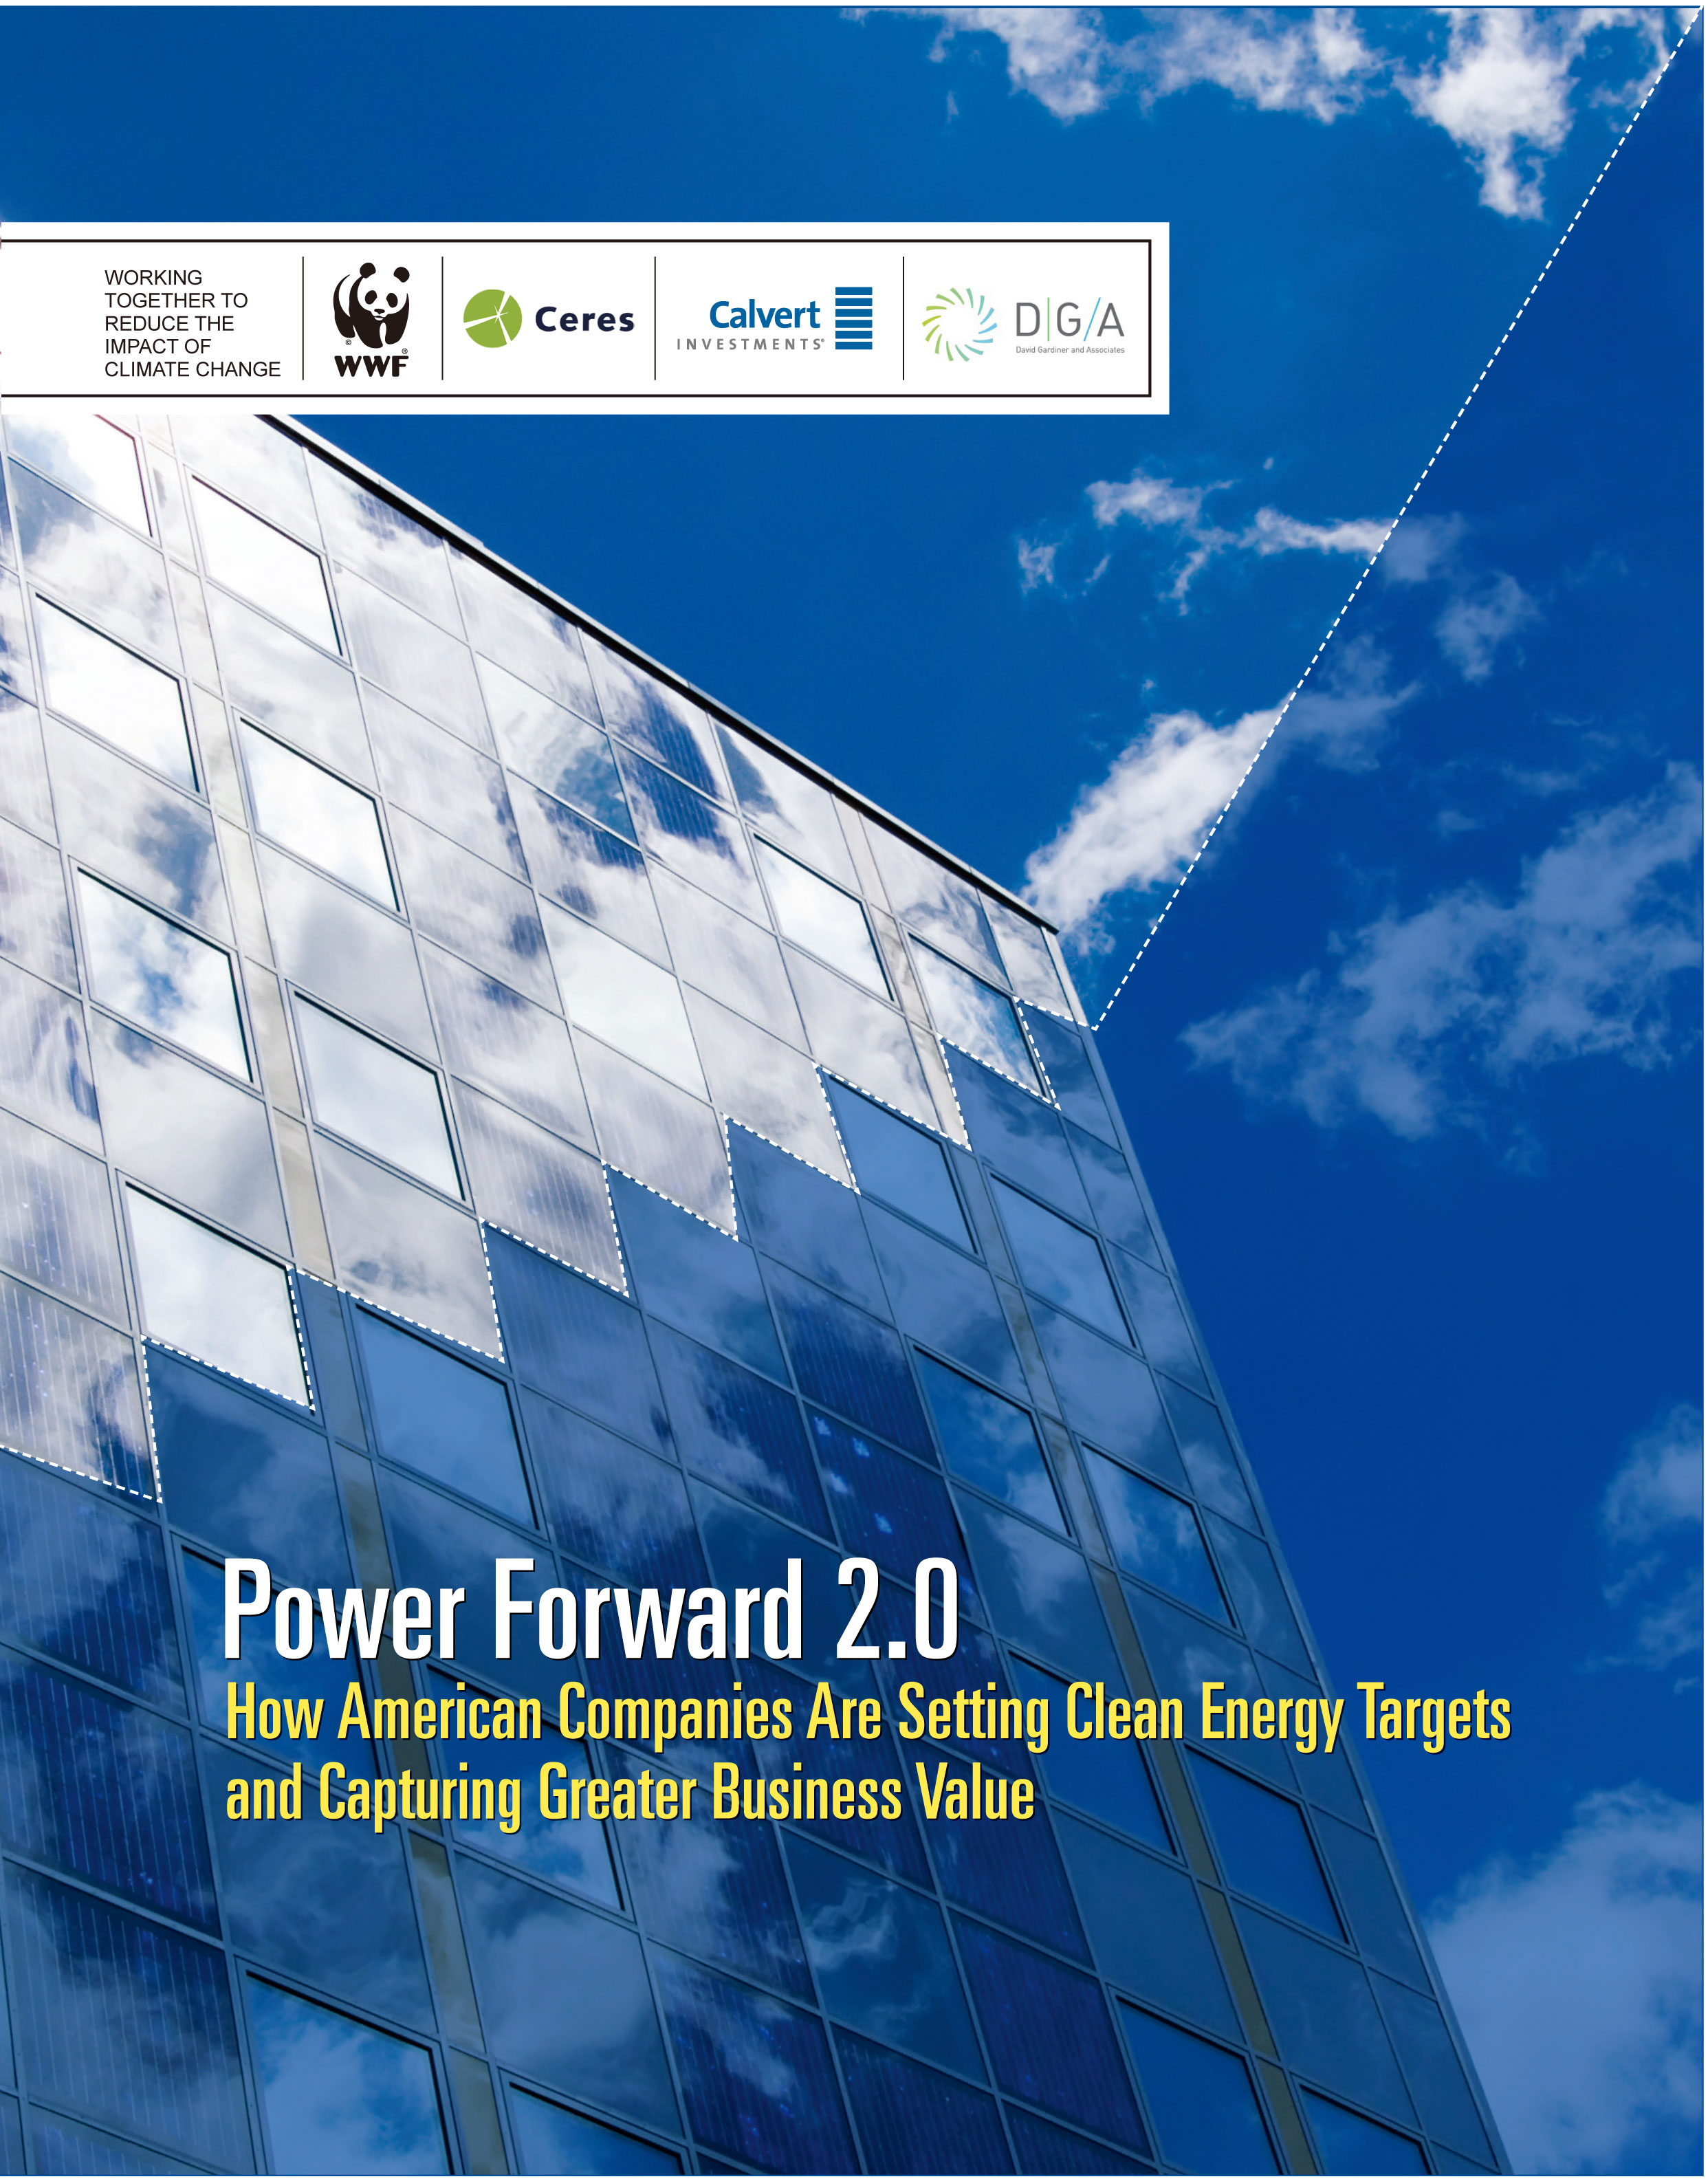 WORKING
TOGETHER TO
REDUCE THE
IMPACT OF
CLIMATE CHANGE
©
®
WWF
Ceres
Calvert
INVESTMENTS®
D|G/A
David Gardiner and Associates
Power Forward 2.0
How American Companies Are Setting Clean Energy Targets
and Capturing Greater Business Value